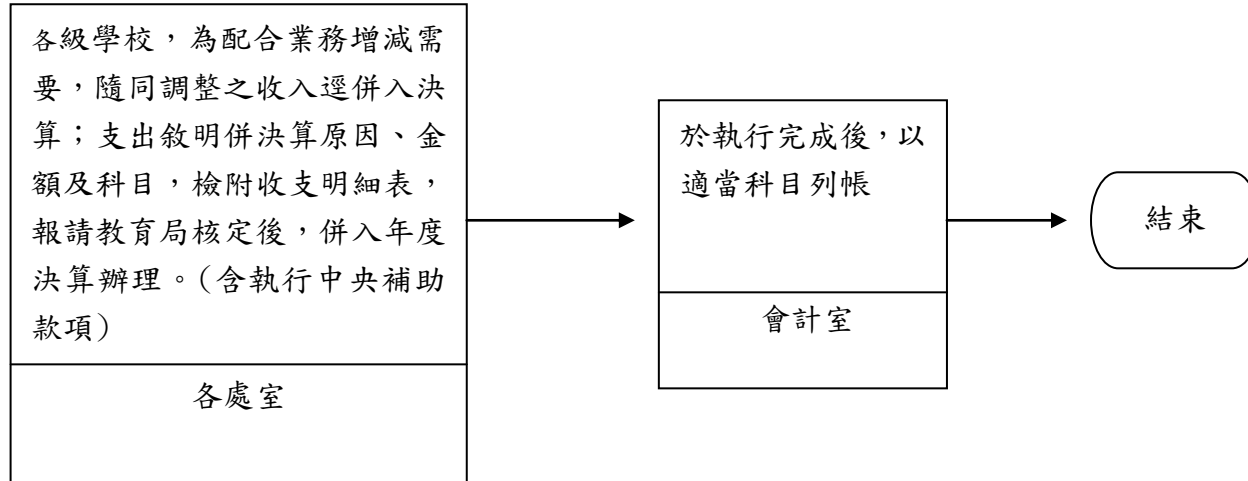 各級學校，為配合業務增減需
要，隨同調整之收入逕併入決
算；支出敘明併決算原因、金
額及科目，檢附收支明細表，
報請教育局核定後，併入年度
決算辦理。（含執行中央補助
款項）
各處室
於執行完成後，以
適當科目列帳
會計室
結束